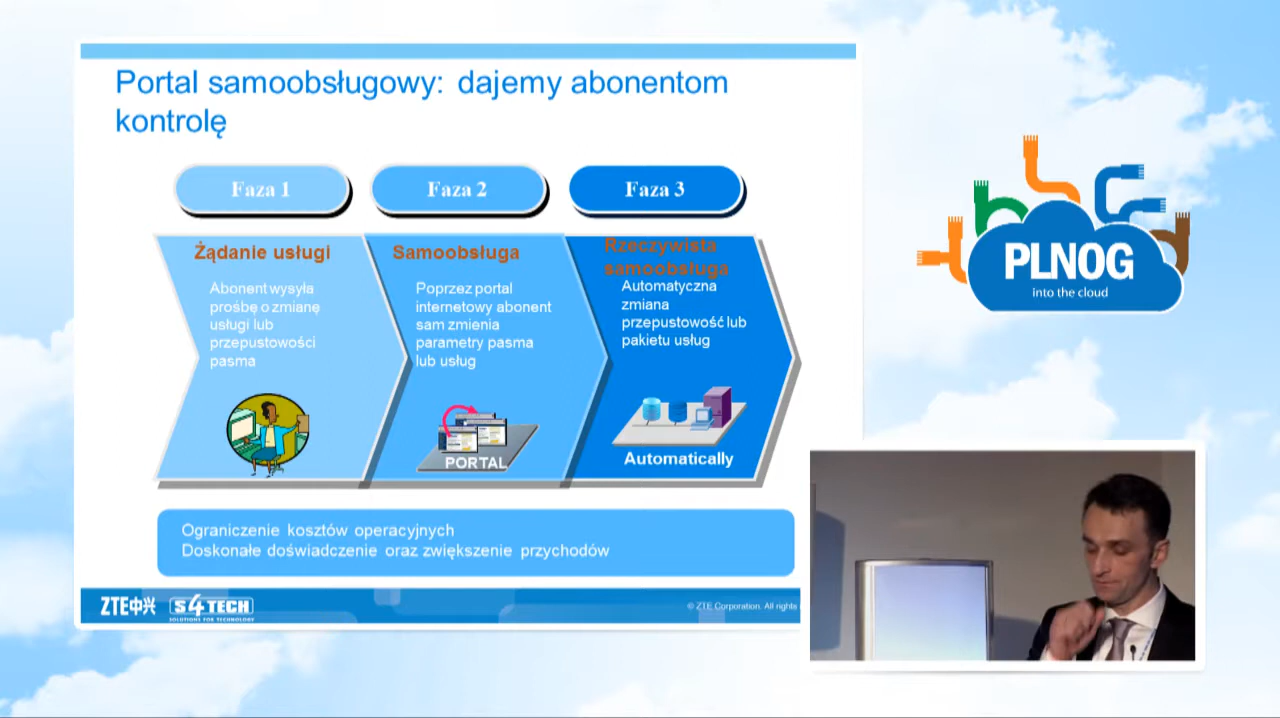 Portal samoobsługowy: dajemy abonentom
kontrolę
Faza 1
Faza 2
Faza 3
Żądanie usługi
Abonent wysyła
prośbę o zmianę
usługi lub
przepustowości
pasma
Samoobsługa
Poprzez portal
internetowy abonent
sam zmienia
parametry pasma
lub usług
PORTAL
Rzeczywista
samoobsługa
Automatyczna
zmiana
przepustowość lub
pakietu usług
Automatically
Ograniczenie kosztów operacyjnych
Doskonałe doświadczenie oraz zwiększenie przychodów
ZTE中兴
S4TECH
SOLUTIONS FOR TECHNOLOGY
© ZTE Corporation. All rights
PLNOG
into the cloud